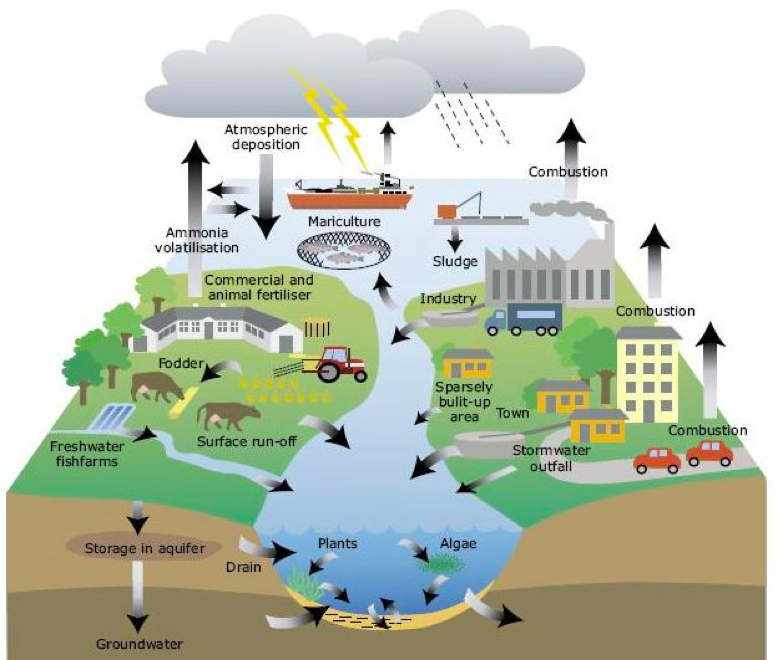 Atmospheric
deposition
Combustion
Mariculture
Ammonia
volatilisation
Sludge
Commercial and
animal fertiliser
Industry
Combustion
Fodder
Sparsely
bulit-up
area
Town
Combustion
Freshwater
fishfarms
Surface run-off
Stormwater
outfall
Storage in aquifer
Drain
Plants
Algae
Groundwater